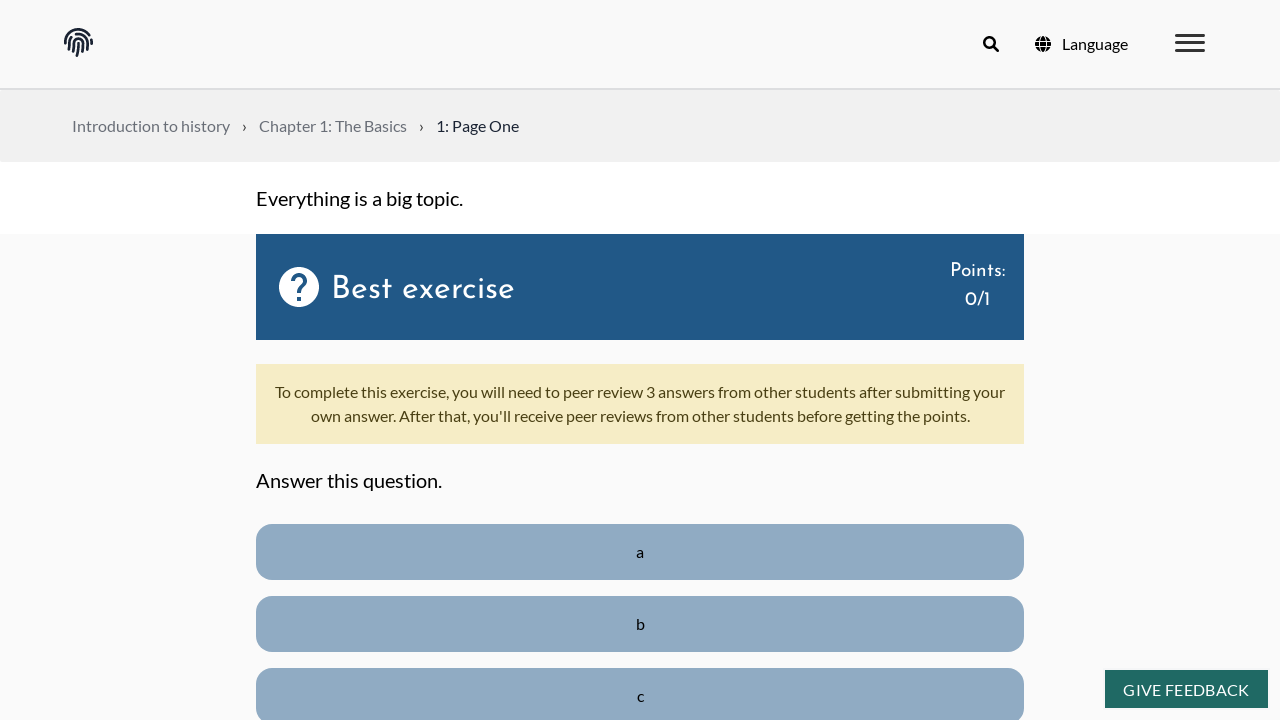 Language
Introduction to history › Chapter 1: The Basics › 1: Page One
Everything is a big topic.
Best exercise
Points:
0/1
To complete this exercise, you will need to peer review 3 answers from other students after submitting your
own answer. After that, you'll receive peer reviews from other students before getting the points.
Answer this question.
a
b
c
GIVE FEEDBACK